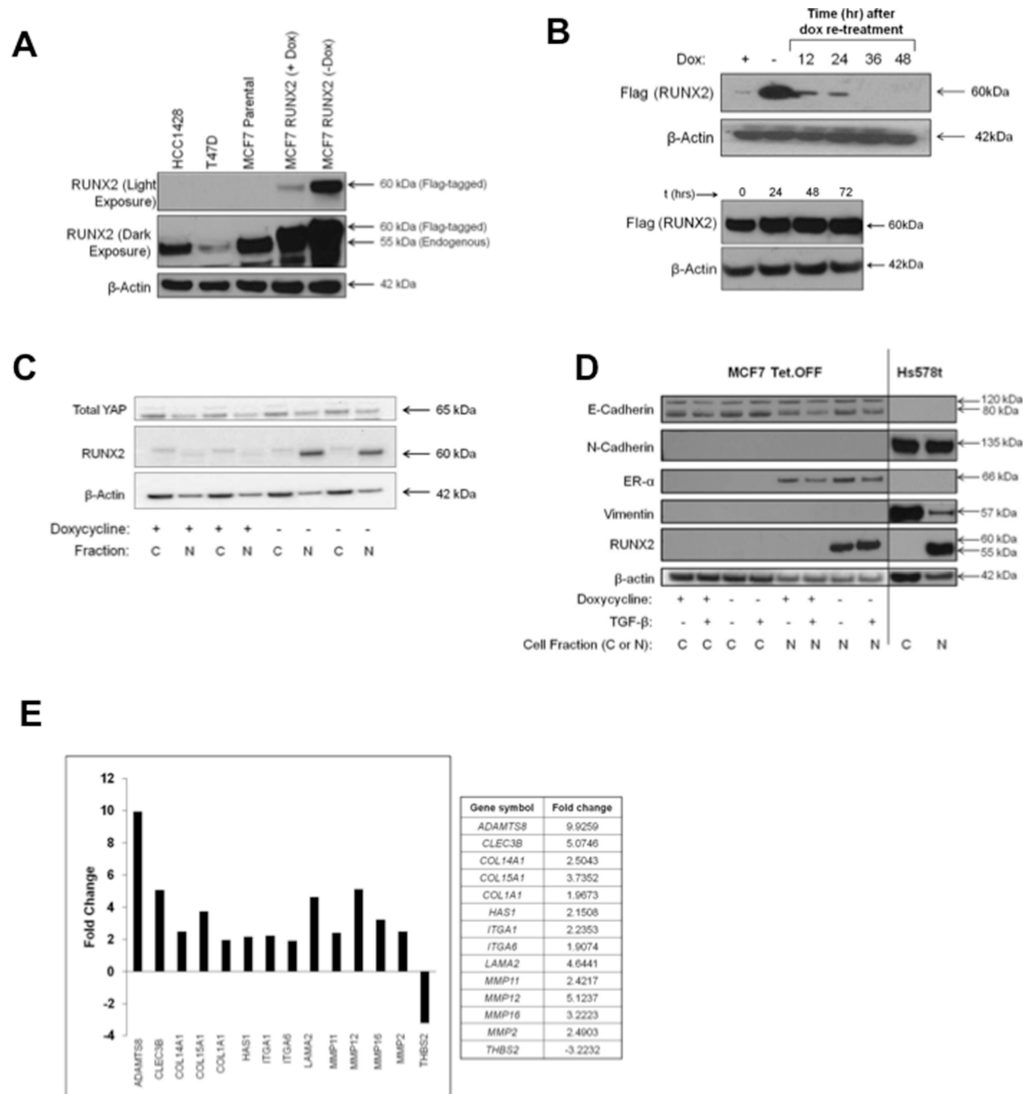 A
HCC1428
T47D
MCF7 Parental
MCF7 RUNX2 (+ Dox)
MCF7 RUNX2 (-Dox)
RUNX2 (Light
Exposure)
60 kDa (Flag-tagged)
RUNX2 (Dark
Exposure)
60 kDa (Flag-tagged)
55 kDa (Endogenous)
β-Actin
42 kDa
B
Time (hr) after
dox re-treatment
Dox: + - 12 24 36 48
Flag (RUNX2)
60kDa
β-Actin
42kDa
t (hrs) 0 24 48 72
Flag (RUNX2)
60kDa
β-Actin
42kDa
C
Total YAP
65 kDa
RUNX2
60 kDa
β-Actin
42 kDa
Doxycycline: + + + + - - - -
Fraction: C N C N C N C N
D
MCF7 Tet.OFF
Hs578t
E-Cadherin
120 kDa
80 kDa
N-Cadherin
135 kDa
ER-α
66 kDa
Vimentin
57 kDa
RUNX2
60 kDa
55 kDa
β-actin
42 kDa
Doxycycline: + + - - + + - -
TGF-β: - + - + - + - +
Cell Fraction (C or N): C C C C N N N N C N
E
Fold Change
12
10
8
6
4
2
0
-2
-4
ADAMTS8
CLEC3B
COL14A1
COL15A1
COL1A1
HAS1
ITGA1
ITGA6
LAMA2
MMP11
MMP12
MMP16
MMP2
THBS2
Gene symbol Fold change
ADAMTS8 9.9259
CLEC3B 5.0746
COL14A1 2.5043
COL15A1 3.7352
COL1A1 1.9673
HAS1 2.1508
ITGA1 2.2353
ITGA6 1.9074
LAMA2 4.6441
MMP11 2.4217
MMP12 5.1237
MMP16 3.2223
MMP2 2.4903
THBS2 -3.2232